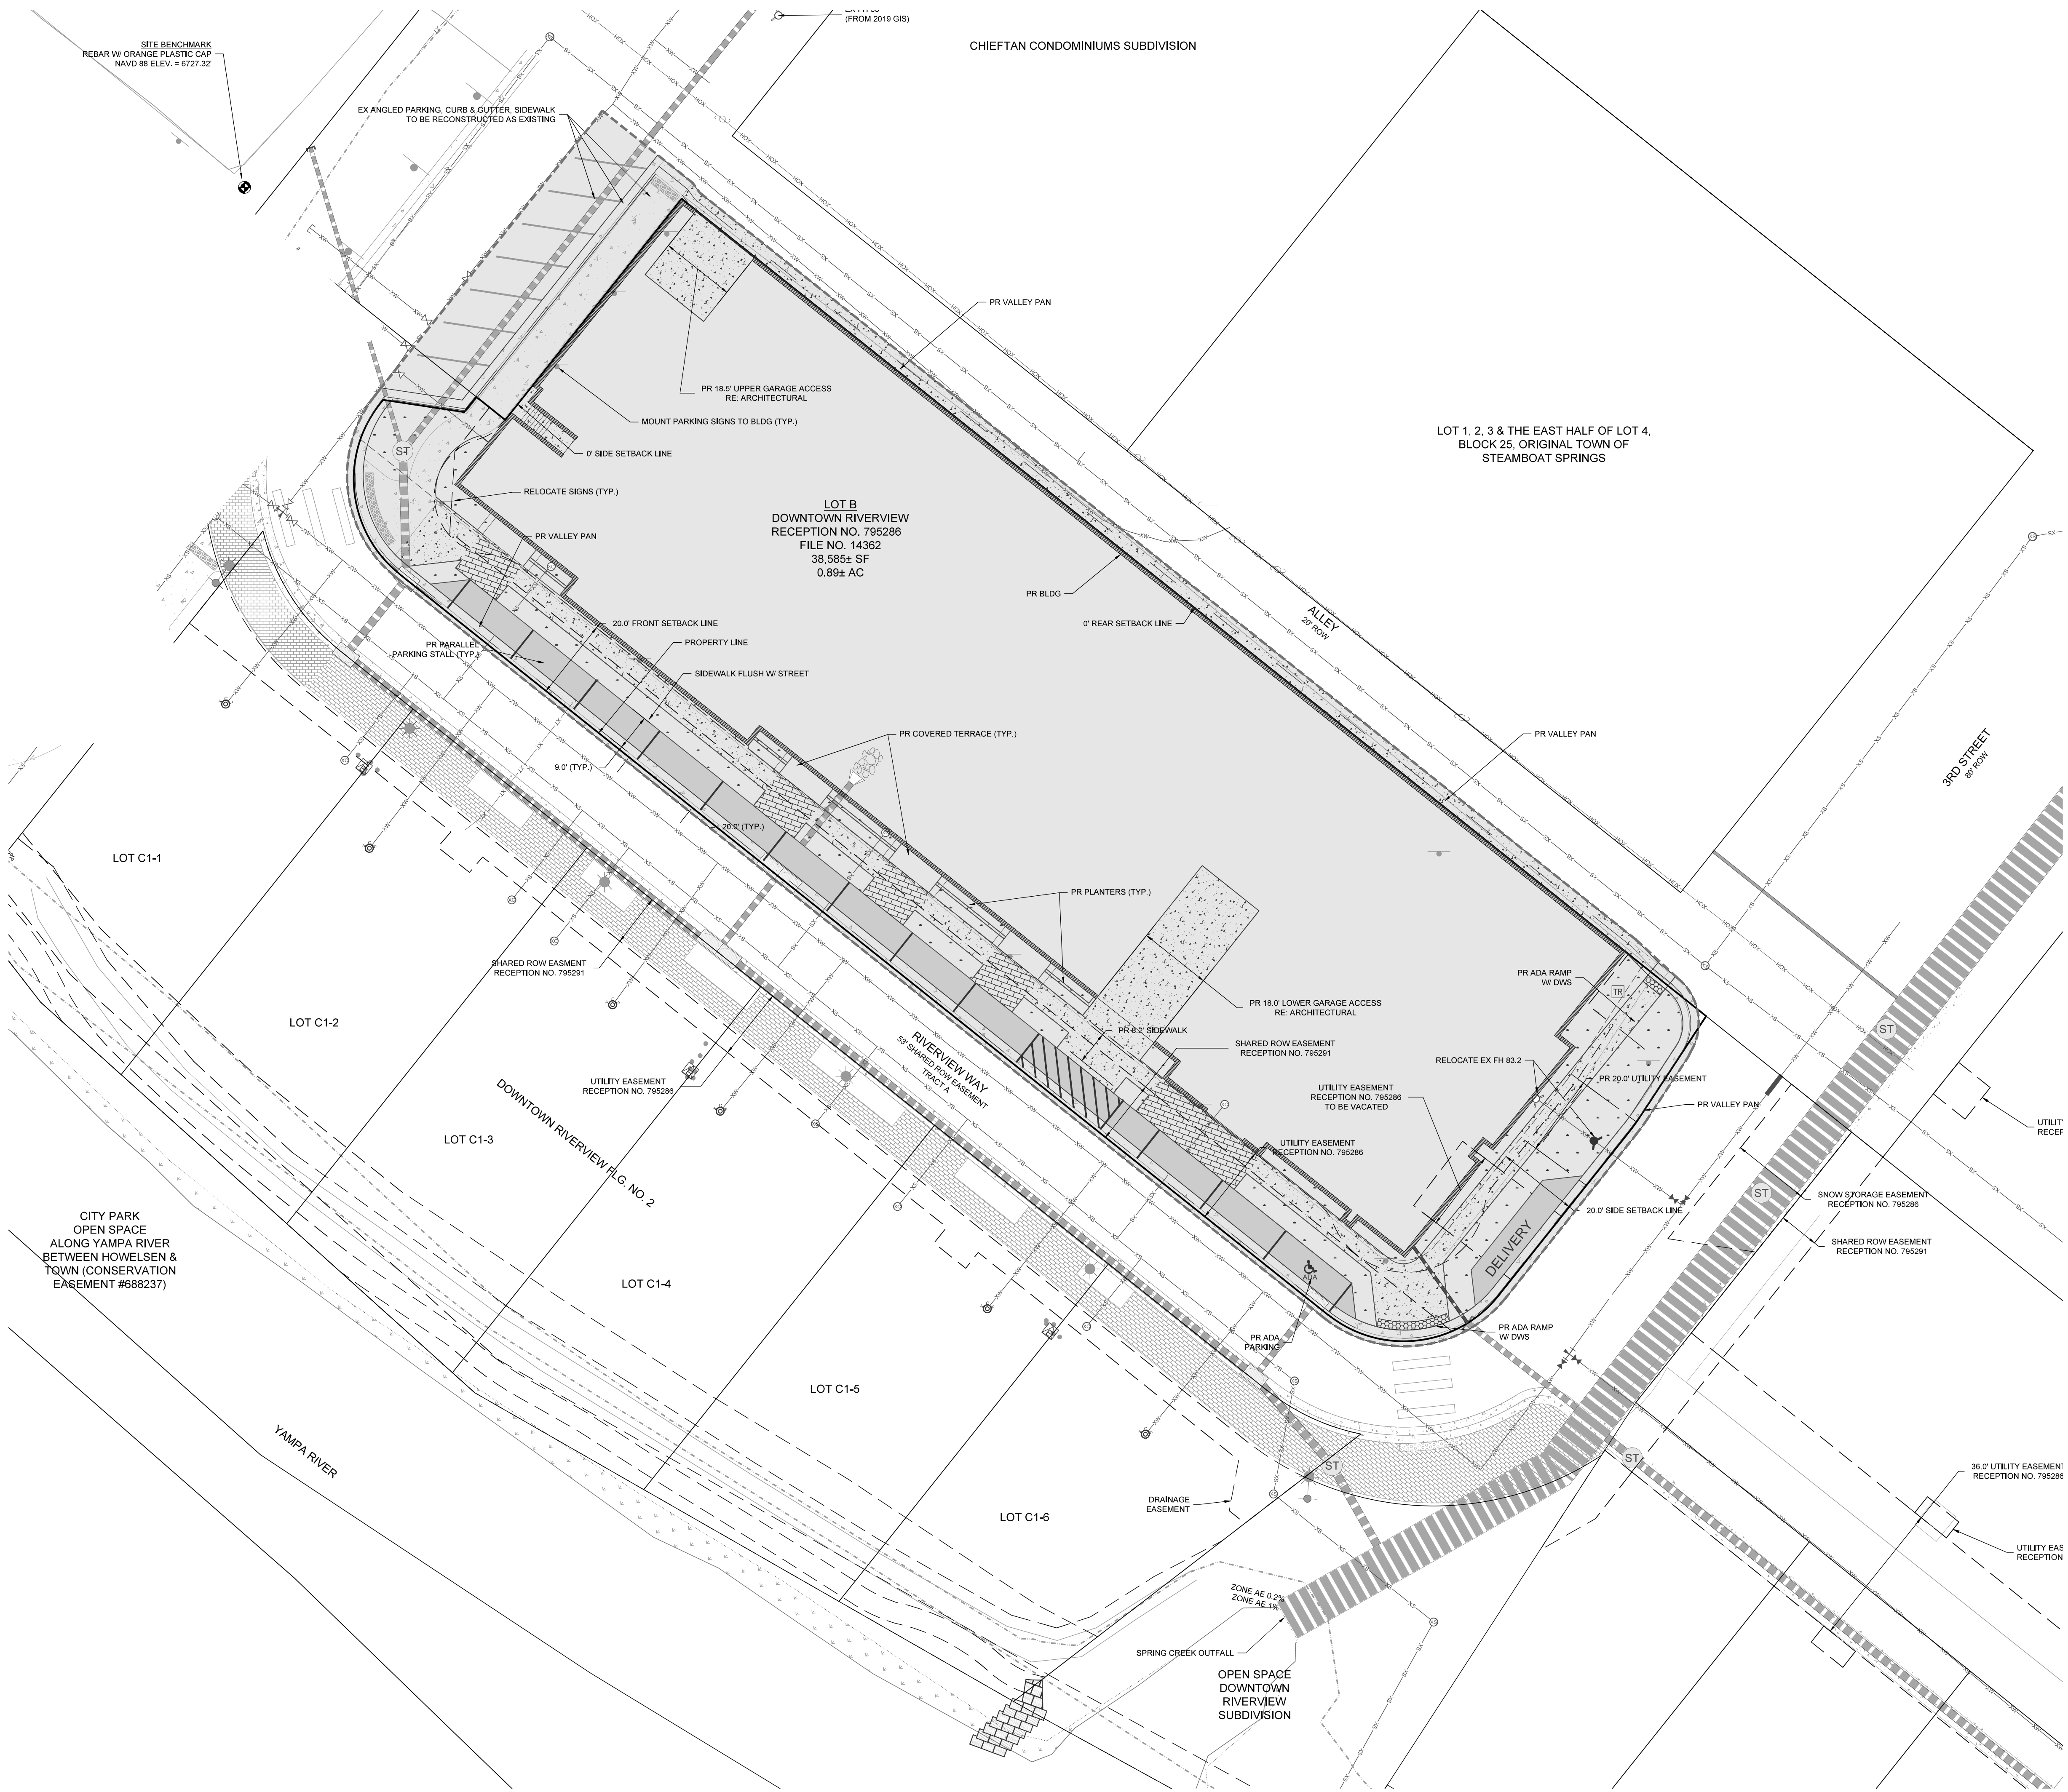 (FROM 2019 GIS)
CHIEFTAN CONDOMINIUMS SUBDIVISION
SITE BENCHMARK
REBAR W/ ORANGE PLASTIC CAP
NAVD 88 ELEV. = 6727.32'
EX ANGLED PARKING, CURB & GUTTER, SIDEWALK
TO BE RECONSTRUCTED AS EXISTING
PR VALLEY PAN
PR 18.5' UPPER GARAGE ACCESS
RE: ARCHITECTURAL
MOUNT PARKING SIGNS TO BLDG (TYP.)
0' SIDE SETBACK LINE
ST
RELOCATE SIGNS (TYP.)
LOT 1, 2, 3 & THE EAST HALF OF LOT 4,
BLOCK 25, ORIGINAL TOWN OF
STEAMBOAT SPRINGS
LOT B
DOWNTOWN RIVERVIEW
RECEPTION NO. 795286
FILE NO. 14362
38,585± SF
0.89± AC
PR VALLEY PAN
PR BLDG
0' REAR SETBACK LINE
ALLEY
20' ROW
20.0' FRONT SETBACK LINE
PROPERTY LINE
PR PARALLEL
PARKING STALL (TYP.)
SIDEWALK FLUSH W/ STREET
PR COVERED TERRACE (TYP.)
PR VALLEY PAN
3RD STREET
80' ROW
9.0' (TYP.)
20.0' (TYP.)
LOT C1-1
PR PLANTERS (TYP.)
SHARED ROW EASMENT
RECEPTION NO. 795291
PR ADA RAMP
W/ DWS
TR
PR 18.0' LOWER GARAGE ACCESS
RE: ARCHITECTURAL
LOT C1-2
PR 8.2' SIDEWALK
ST
RIVERVIEW WAY
53' SHARED ROW EASEMENT
TRACT A
SHARED ROW EASEMENT
RECEPTION NO. 795291
RELOCATE EX FH 83.2
UTILITY EASEMENT
RECEPTION NO. 795286
UTILITY EASEMENT
RECEPTION NO. 795286
TO BE VACATED
PR 20.0' UTILITY EASEMENT
PR VALLEY PAN
DOWNTOWN RIVERVIEW FLG. NO. 2
LOT C1-3
UTILITY EASEMENT
RECEPTION NO. 795286
ST
SNOW STORAGE EASEMENT
RECEPTION NO. 795286
20.0' SIDE SETBACK LINE
CITY PARK
OPEN SPACE
ALONG YAMPA RIVER
BETWEEN HOWELSEN &
TOWN (CONSERVATION
EASEMENT #688237)
DELIVERY
SHARED ROW EASEMENT
RECEPTION NO. 795291
LOT C1-4
ADA
PR ADA
PARKING
PR ADA RAMP
W/ DWS
LOT C1-5
YAMPA RIVER
ST
ST
36.0' UTILITY EASEMENT
RECEPTION NO. 795286
DRAINAGE
EASEMENT
LOT C1-6
UTILITY EAS
RECEPTION
ZONE AE 0.2%
ZONE AE 1%
SPRING CREEK OUTFALL
OPEN SPACE
DOWNTOWN
RIVERVIEW
SUBDIVISION